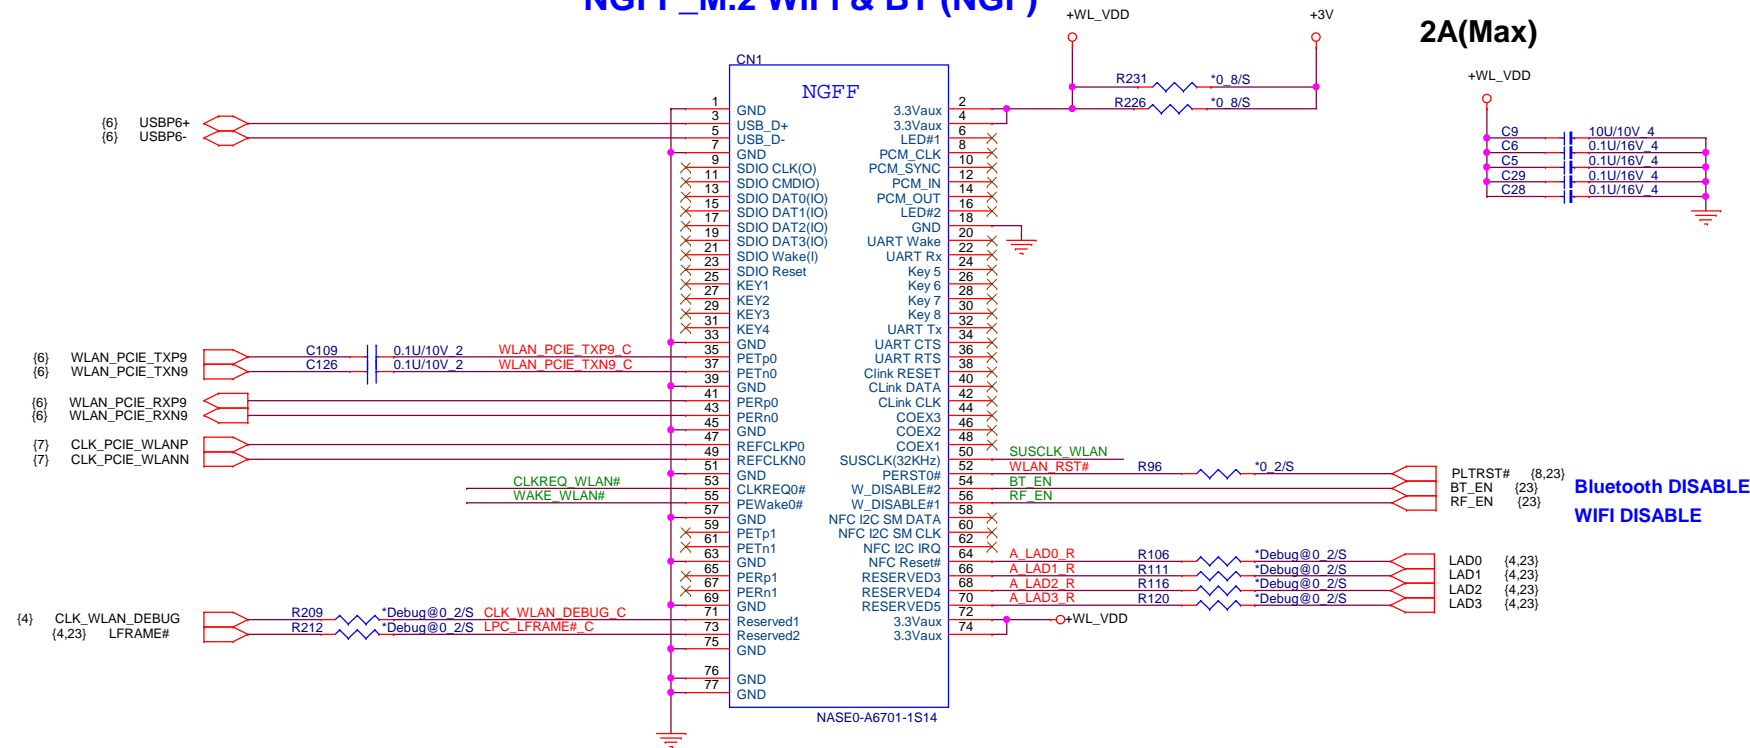 NGFF_M.2 WIFI & BT (NGF)
+WL_VDD
+3V
2A(Max)
CN1
NGFF
R231 *0_8/S
R226 *0_8/S
+WL_VDD
C9 10U/10V_4
C6 0.1U/16V_4
C5 0.1U/16V_4
C29 0.1U/16V_4
C28 0.1U/16V_4
1 GND 3.3Vaux 2
{6} USBP6+ 3 USB_D+ 3.3Vaux 4
{6} USBP6- 5 USB_D- LED#1 6
7 GND PCM_CLK 8
9 SDIO CLK(O) PCM_SYNC 10
11 SDIO CMDIO) PCM_IN 12
13 SDIO DAT0(IO) PCM_OUT 14
15 SDIO DAT1(IO) LED#2 16
17 SDIO DAT2(IO) GND 18
19 SDIO DAT3(IO) UART Wake 20
21 SDIO Wake(I) UART Rx 22
23 SDIO Reset Key 5 24
25 KEY1 Key 6 26
27 KEY2 Key 7 28
29 KEY3 Key 8 30
31 KEY4 UART Tx 32
33 GND UART CTS 34
{6} WLAN_PCIE_TXP9 C109 0.1U/10V_2 WLAN_PCIE_TXP9_C 35 PETp0 UART RTS 36
{6} WLAN_PCIE_TXN9 C126 0.1U/10V_2 WLAN_PCIE_TXN9_C 37 PETn0 Clink RESET 38
39 GND CLink DATA 40
{6} WLAN_PCIE_RXP9 41 PERp0 CLink CLK 42
{6} WLAN_PCIE_RXN9 43 PERn0 COEX3 44
45 GND COEX2 46
{7} CLK_PCIE_WLANP 47 REFCLKP0 COEX1 48
{7} CLK_PCIE_WLANN 49 REFCLKN0 SUSCLK(32KHz) 50 SUSCLK_WLAN
51 GND PERST0# 52 WLAN_RST# R96 *0_2/S PLTRST# {8,23}
CLKREQ_WLAN# 53 CLKREQ0# W_DISABLE#2 54 BT_EN BT_EN {23} Bluetooth DISABLE
WAKE_WLAN# 55 PEWake0# W_DISABLE#1 56 RF_EN RF_EN {23} WIFI DISABLE
57 GND NFC I2C SM DATA 58
59 PETp1 NFC I2C SM CLK 60
61 PETn1 NFC I2C IRQ 62
63 GND NFC Reset# 64 A_LAD0_R R106 *Debug@0_2/S LAD0 {4,23}
65 PERp1 RESERVED3 66 A_LAD1_R R111 *Debug@0_2/S LAD1 {4,23}
67 PERn1 RESERVED4 68 A_LAD2_R R116 *Debug@0_2/S LAD2 {4,23}
69 GND RESERVED5 70 A_LAD3_R R120 *Debug@0_2/S LAD3 {4,23}
{4} CLK_WLAN_DEBUG R209 *Debug@0_2/S CLK_WLAN_DEBUG_C 71 Reserved1 3.3Vaux 72 +WL_VDD
{4,23} LFRAME# R212 *Debug@0_2/S LPC_LFRAME#_C 73 Reserved2 3.3Vaux 74
75 GND
76 GND
77 GND
NASE0-A6701-1S14